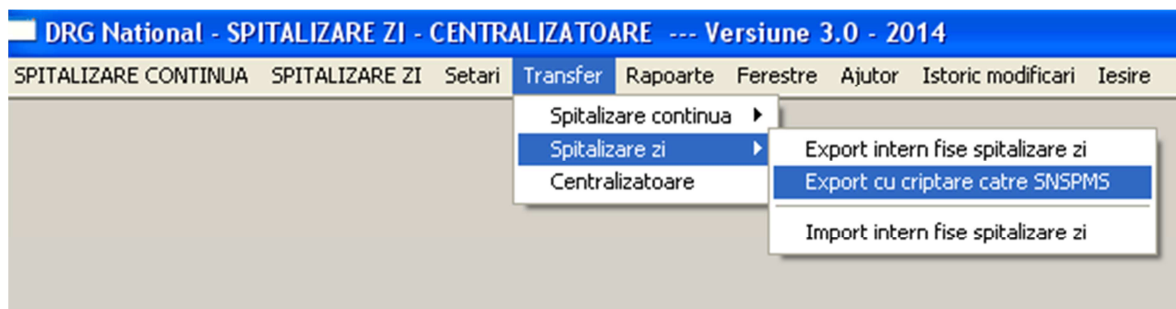 DRG National - SPITALIZARE ZI - CENTRALIZATOARE --- Versiune 3.0 - 2014
SPITALIZARE CONTINUA SPITALIZARE ZI Setari Transfer Rapoarte Ferestre Ajutor Istoric modificari Iesire
Spitalizare continua
Spitalizare zi
Centralizatoare
Export intern fise spitalizare zi
Export cu criptare catre SNSPMS
Import intern fise spitalizare zi